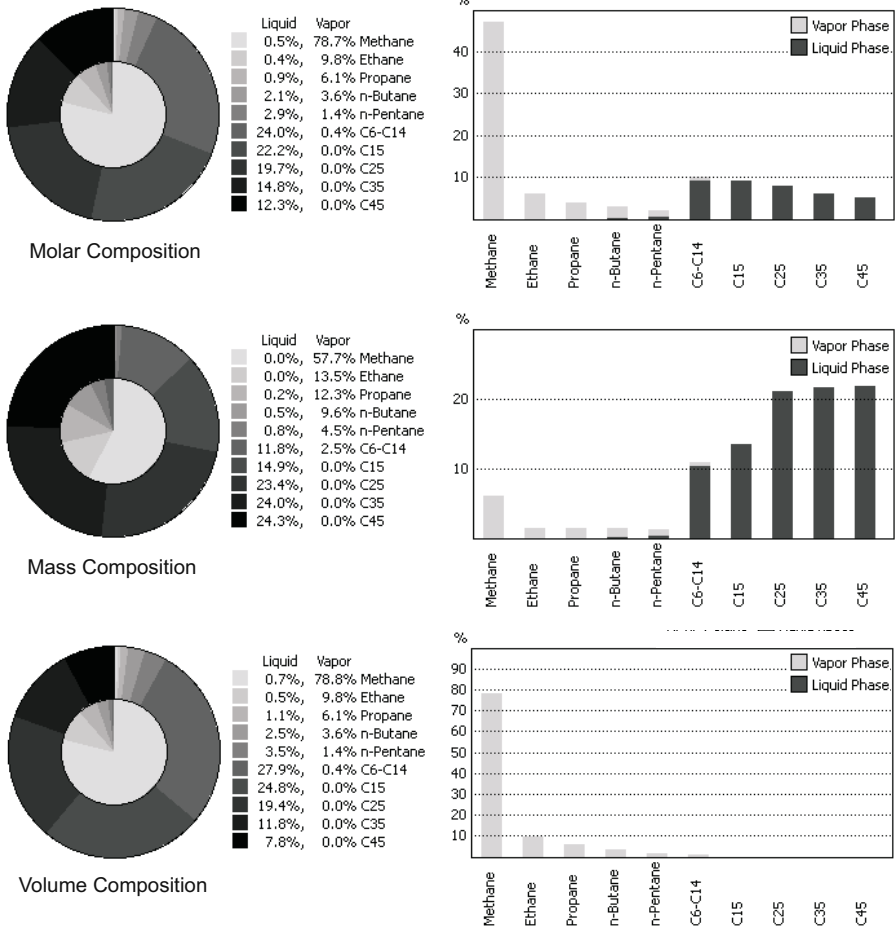 Liquid Vapor
0.5%, 78.7% Methane
0.4% 9.8% Ethane
0.9% 6.1% Propane
2.1% 3.6% n-Butane
2.9% 1.4% n-Pentane
24.0% 0.4% C6-C14
22.2% 0.0% C15
19.7% 0.0% C25
14.8% 0.0% C35
12.3% 0.0% C45
Molar Composition
%
Vapor Phase
Liquid Phase
40
30
20
10
Methane
Ethane
Propane
n-Butane
n-Pentane
C6-C14
C15
C25
C35
C45
Liquid Vapor
0.0%, 57.7% Methane
0.0%, 13.5% Ethane
0.2%, 12.3% Propane
0.5%, 9.6% n-Butane
0.8%, 4.5% n-Pentane
11.8%, 2.5% C6-C14
14.9%, 0.0% C15
23.4%, 0.0% C25
24.0%, 0.0% C35
24.3%, 0.0% C45
Mass Composition
%
Vapor Phase
Liquid Phase
20
10
Methane
Ethane
Propane
n-Butane
n-Pentane
C6-C14
C15
C25
C35
C45
Liquid Vapor
0.7%, 78.8% Methane
0.5%, 9.8% Ethane
1.1%, 6.1% Propane
2.5%, 3.6% n-Butane
3.5%, 1.4% n-Pentane
27.9%, 0.4% C6-C14
24.8%, 0.0% C15
19.4%, 0.0% C25
11.8%, 0.0% C35
7.8%, 0.0% C45
Volume Composition
%
Vapor Phase
Liquid Phase
90
80
70
60
50
40
30
20
10
Methane
Ethane
Propane
n-Butane
n-Pentane
C6-C14
C15
C25
C35
C45